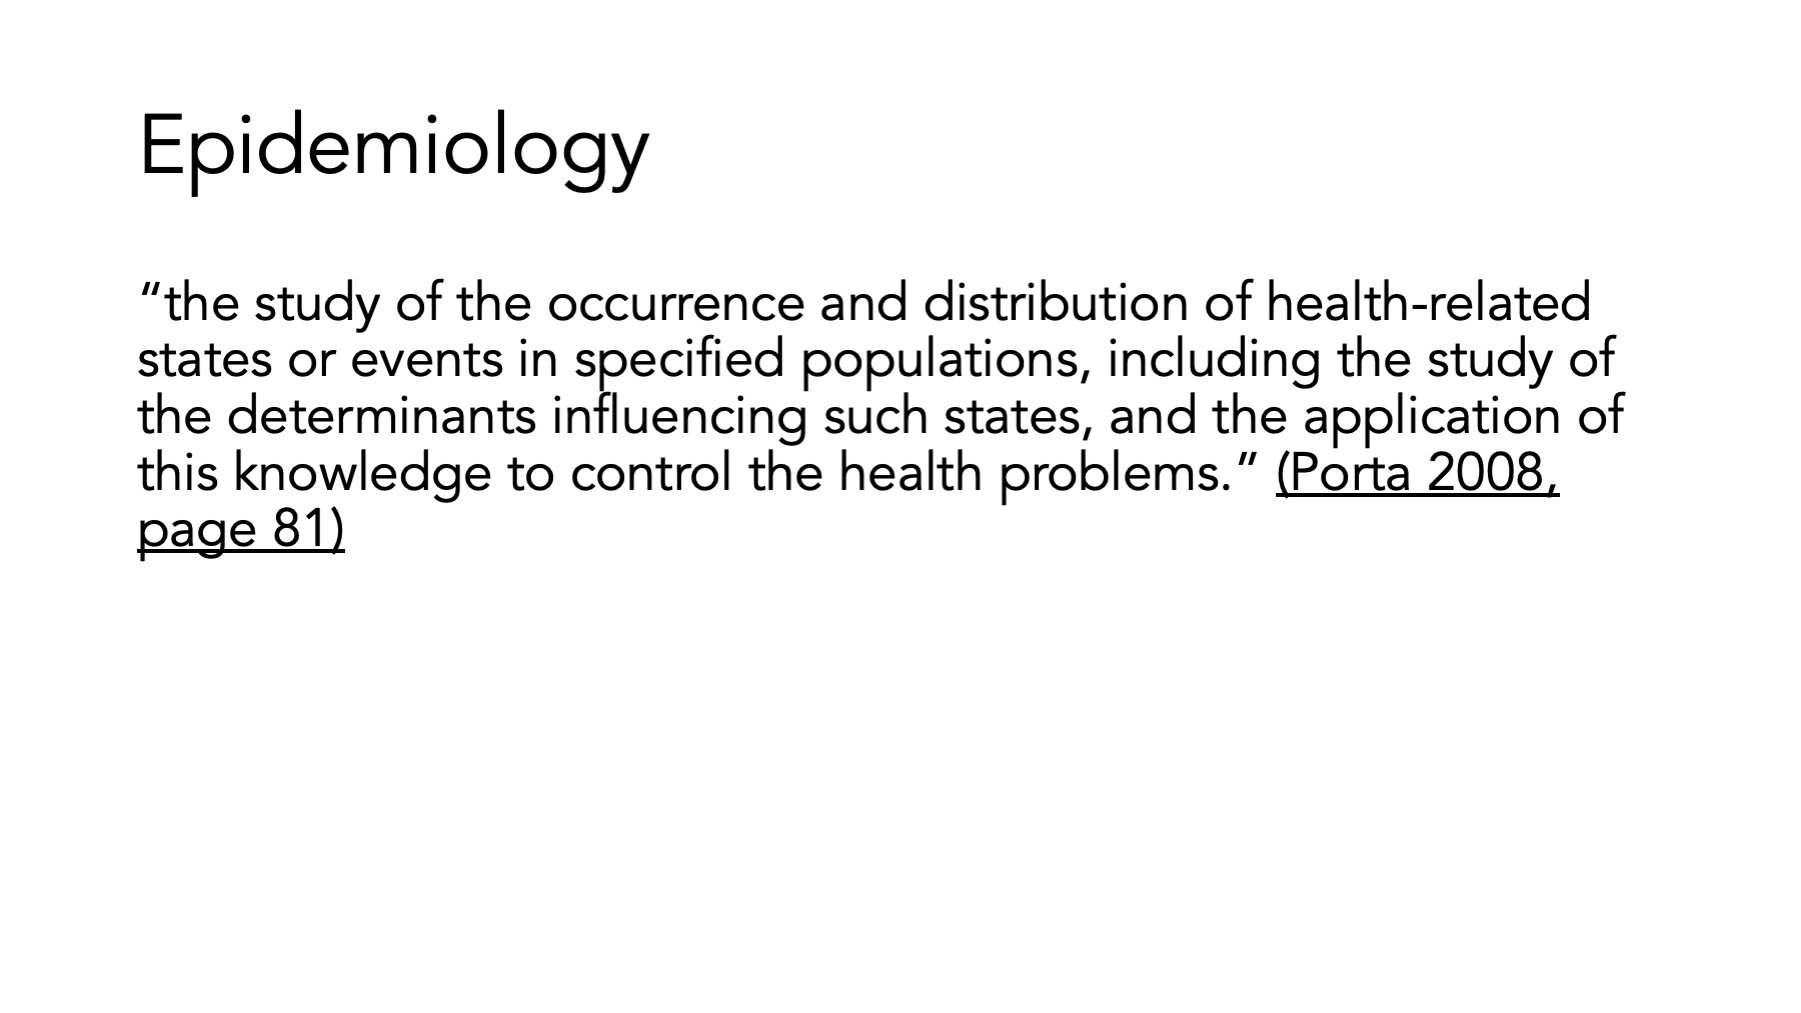 Epidemiology
“the study of the occurrence and distribution of health-related
states or events in specified populations, including the study of
the determinants influencing such states, and the application of
this knowledge to control the health problems.” (Porta 2008,
page 81)